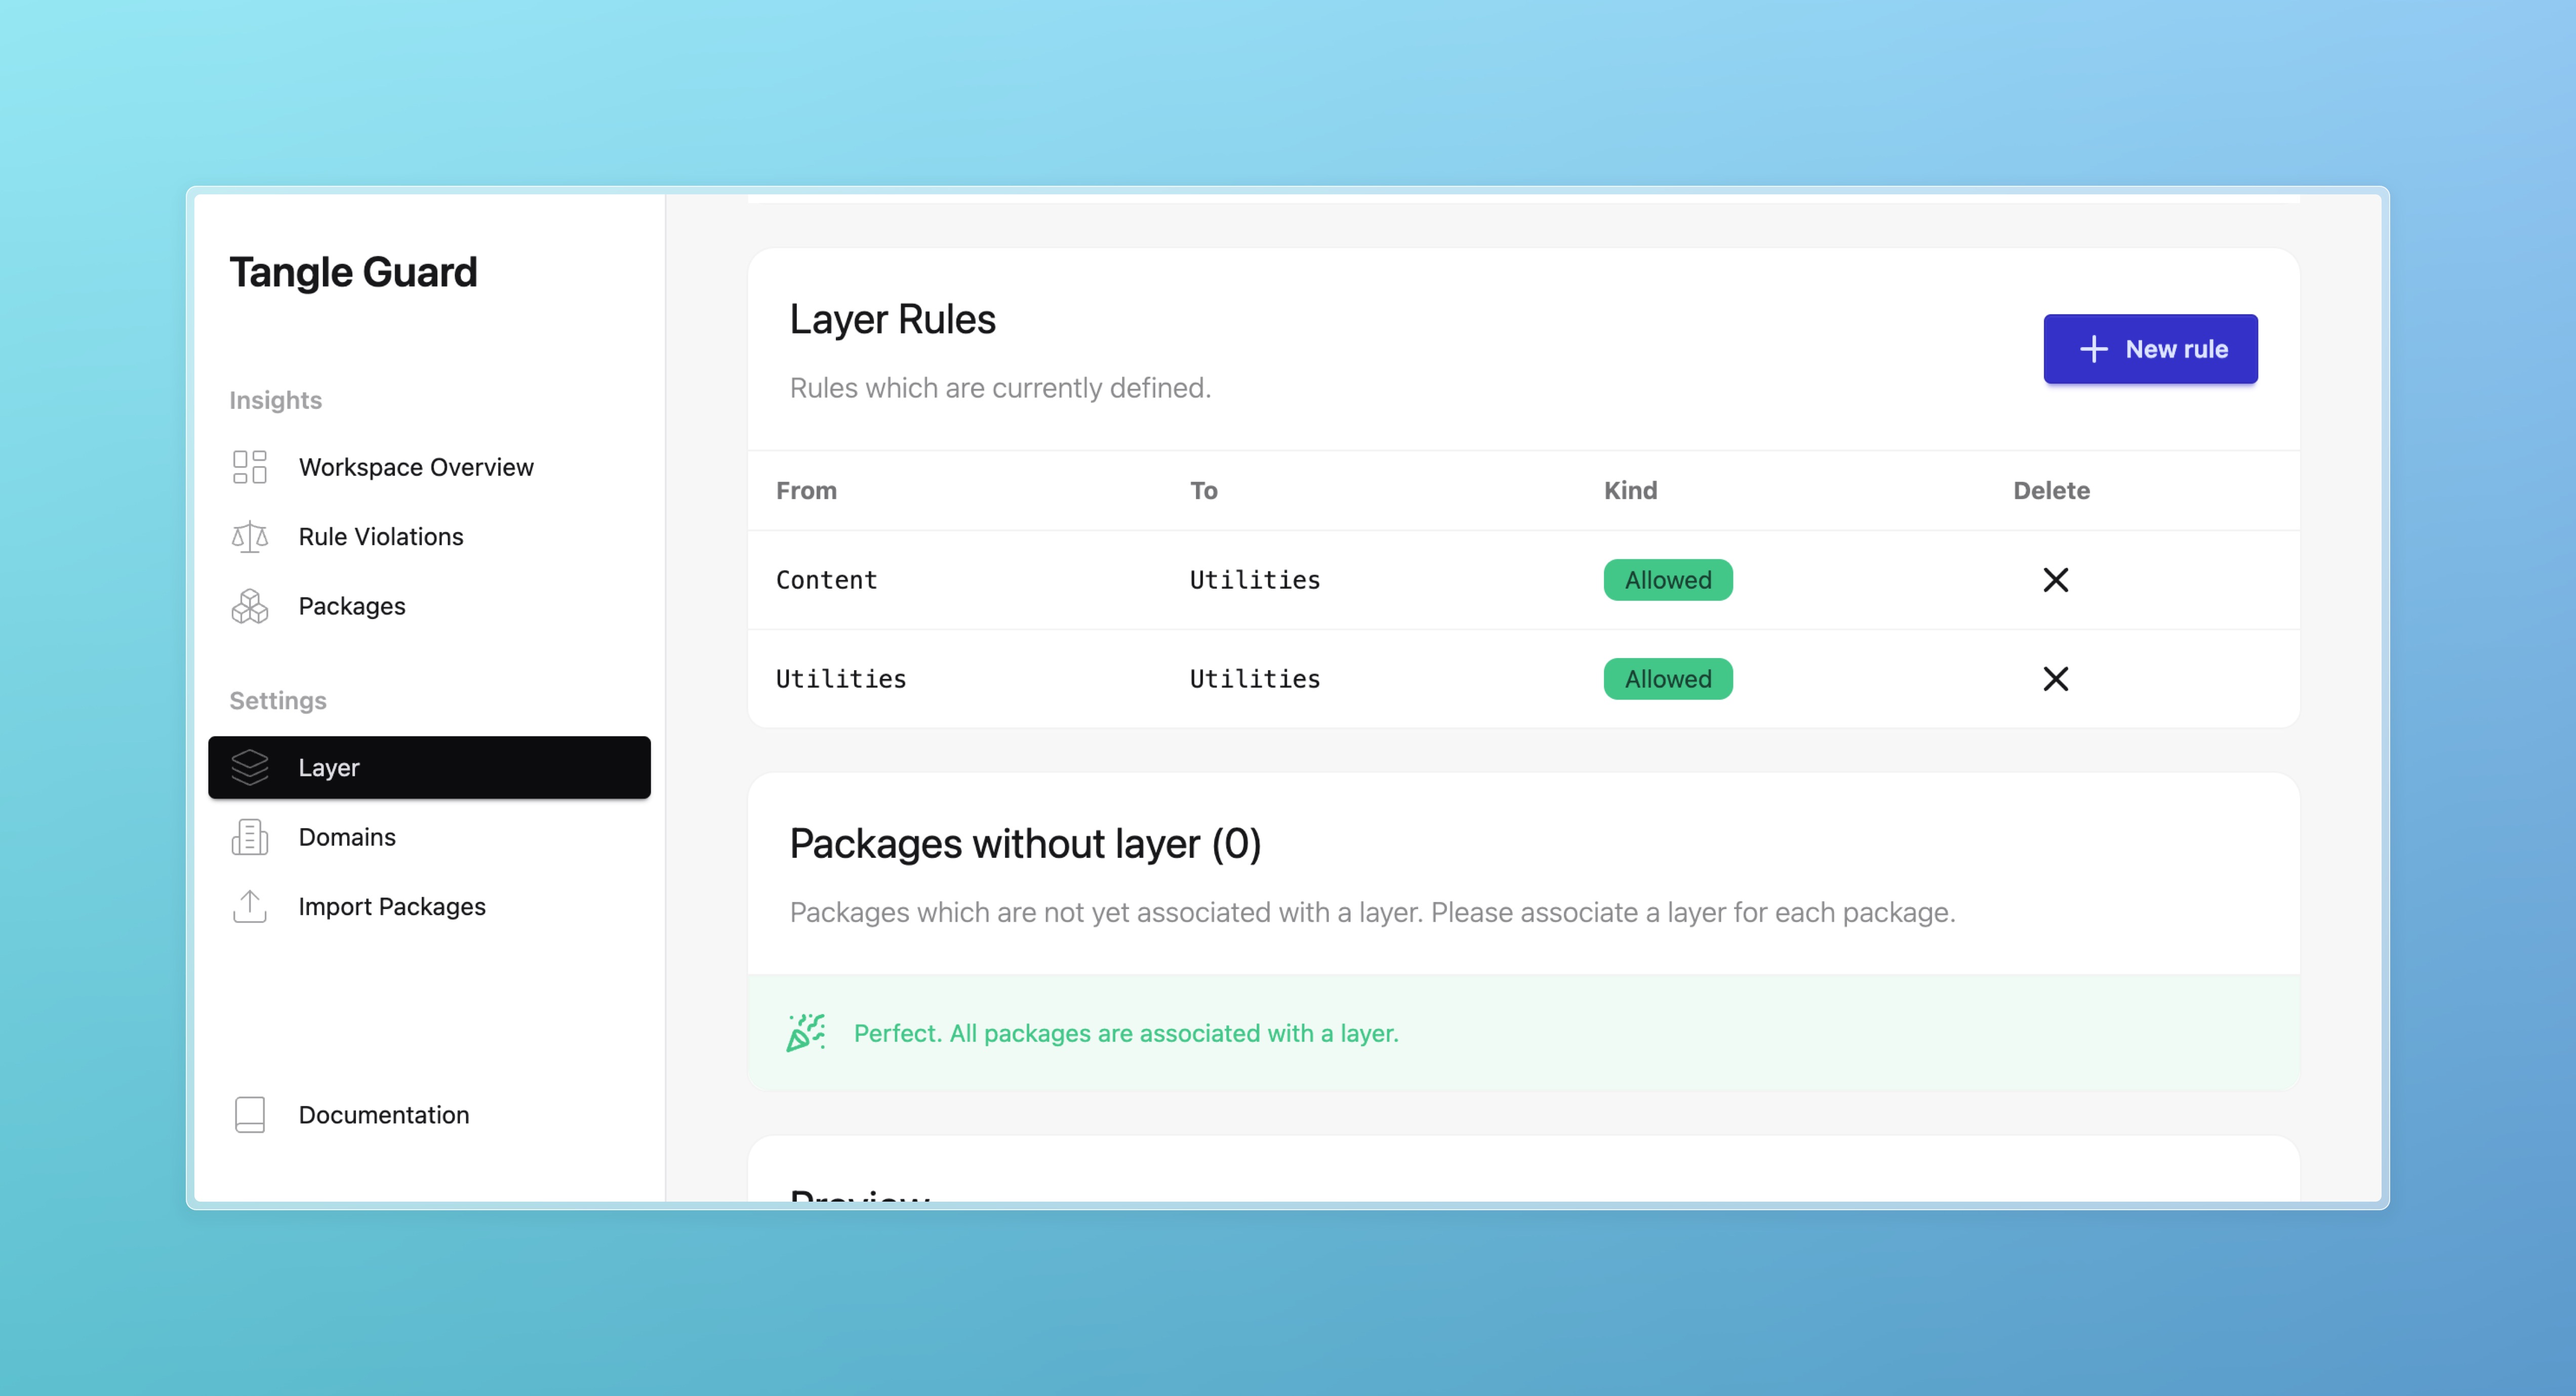 Tangle Guard
Insights
Workspace Overview
Rule Violations
Packages
Settings
Layer
Domains
Import Packages
Documentation
Layer Rules
Rules which are currently defined.
New rule
From To Kind Delete
Content Utilities Allowed
Utilities Utilities Allowed
Packages without layer (0)
Packages which are not yet associated with a layer. Please associate a layer for each package.
Perfect. All packages are associated with a layer.
Preview